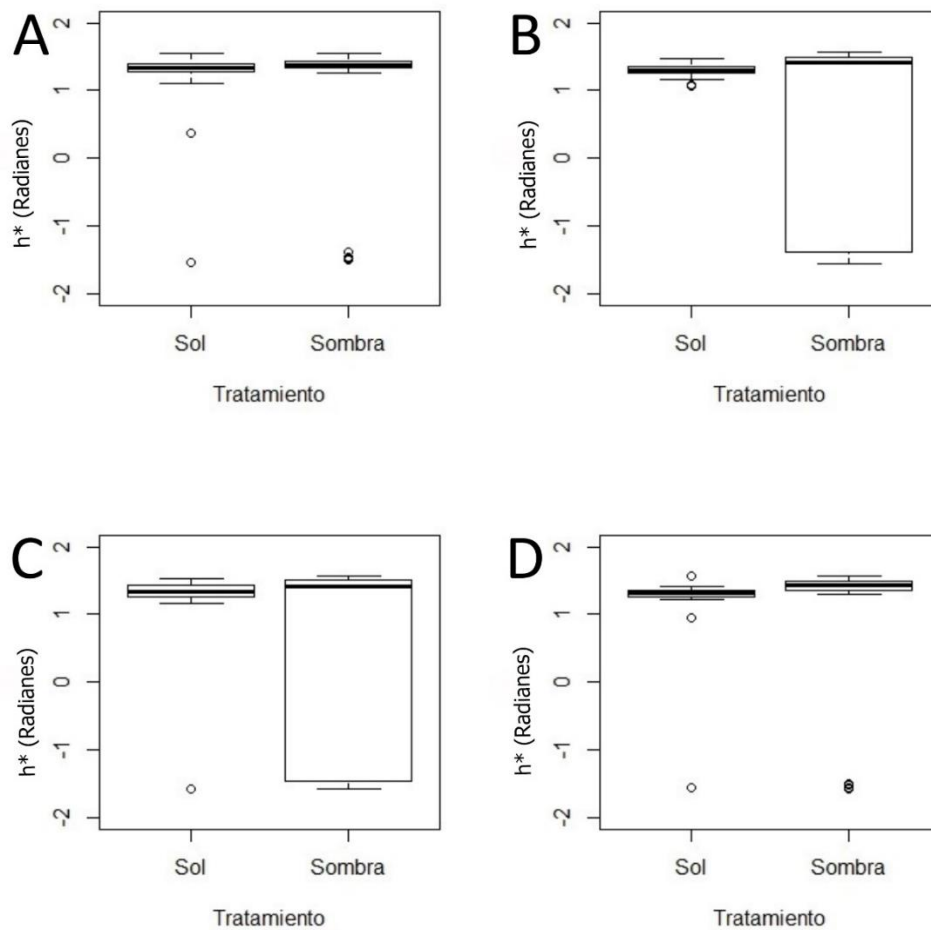 A
2
1
0
-1
-2
h* (Radianes)
Sol Sombra
Tratamiento
B
2
1
0
-1
-2
h* (Radianes)
Sol Sombra
Tratamiento
C
2
1
0
-1
-2
h* (Radianes)
Sol Sombra
Tratamiento
D
2
1
0
-1
-2
h* (Radianes)
Sol Sombra
Tratamiento